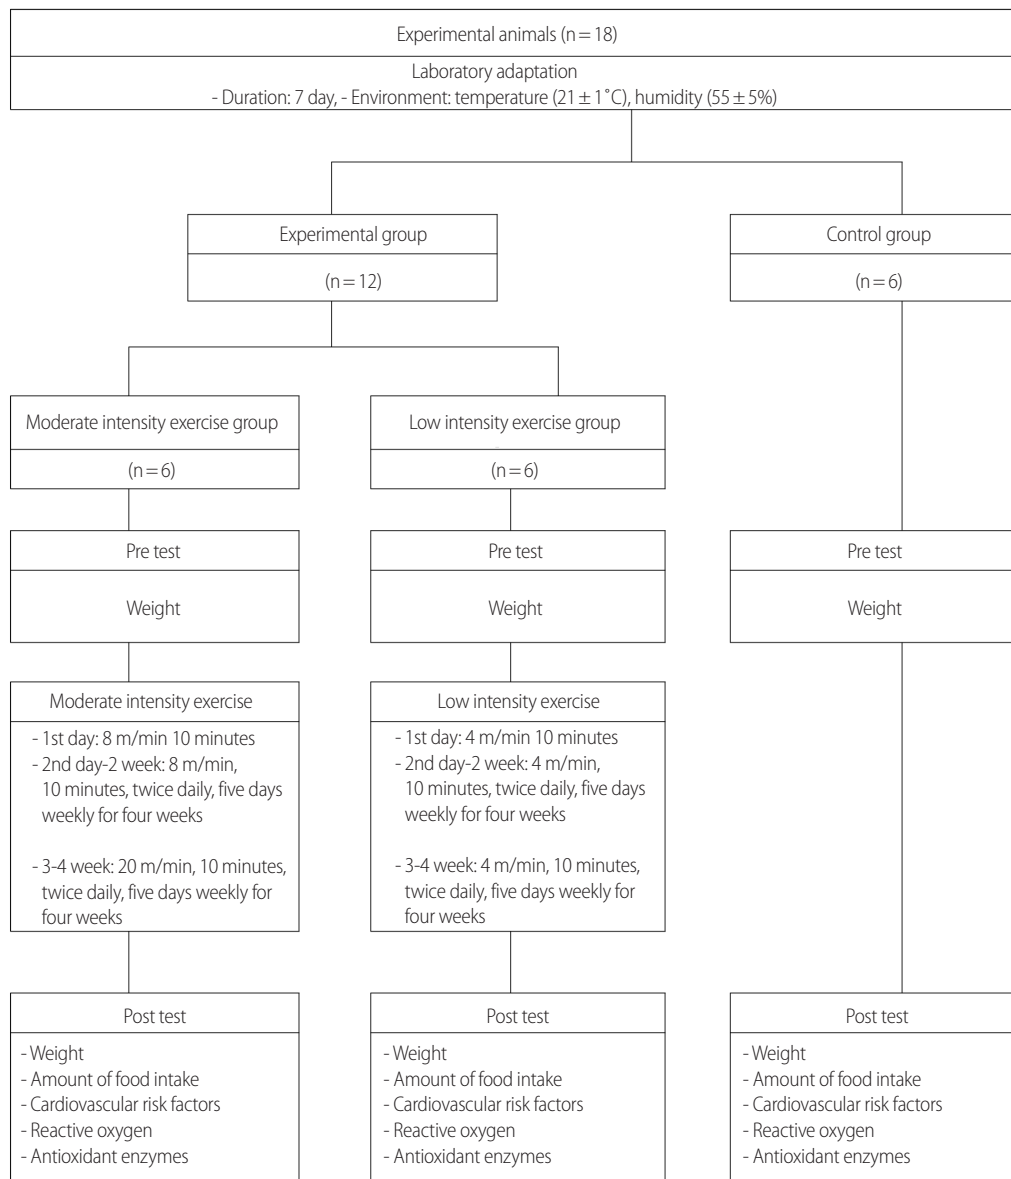 Experimental animals (n = 18)
Laboratory adaptation
- Duration: 7 day, - Environment: temperature (21 ± 1˚C), humidity (55 ± 5%)
Experimental group
(n = 12)
Control group
(n = 6)
Moderate intensity exercise group
(n = 6)
Low intensity exercise group
(n = 6)
Pre test
Weight
Pre test
Weight
Pre test
Weight
Moderate intensity exercise
- 1st day: 8 m/min 10 minutes
- 2nd day-2 week: 8 m/min,
10 minutes, twice daily, five days
weekly for four weeks
- 3-4 week: 20 m/min, 10 minutes,
twice daily, five days weekly for
four weeks
Low intensity exercise
- 1st day: 4 m/min 10 minutes
- 2nd day-2 week: 4 m/min,
10 minutes, twice daily, five days
weekly for four weeks
- 3-4 week: 4 m/min, 10 minutes,
twice daily, five days weekly for
four weeks
Post test
- Weight
- Amount of food intake
- Cardiovascular risk factors
- Reactive oxygen
- Antioxidant enzymes
Post test
- Weight
- Amount of food intake
- Cardiovascular risk factors
- Reactive oxygen
- Antioxidant enzymes
Post test
- Weight
- Amount of food intake
- Cardiovascular risk factors
- Reactive oxygen
- Antioxidant enzymes